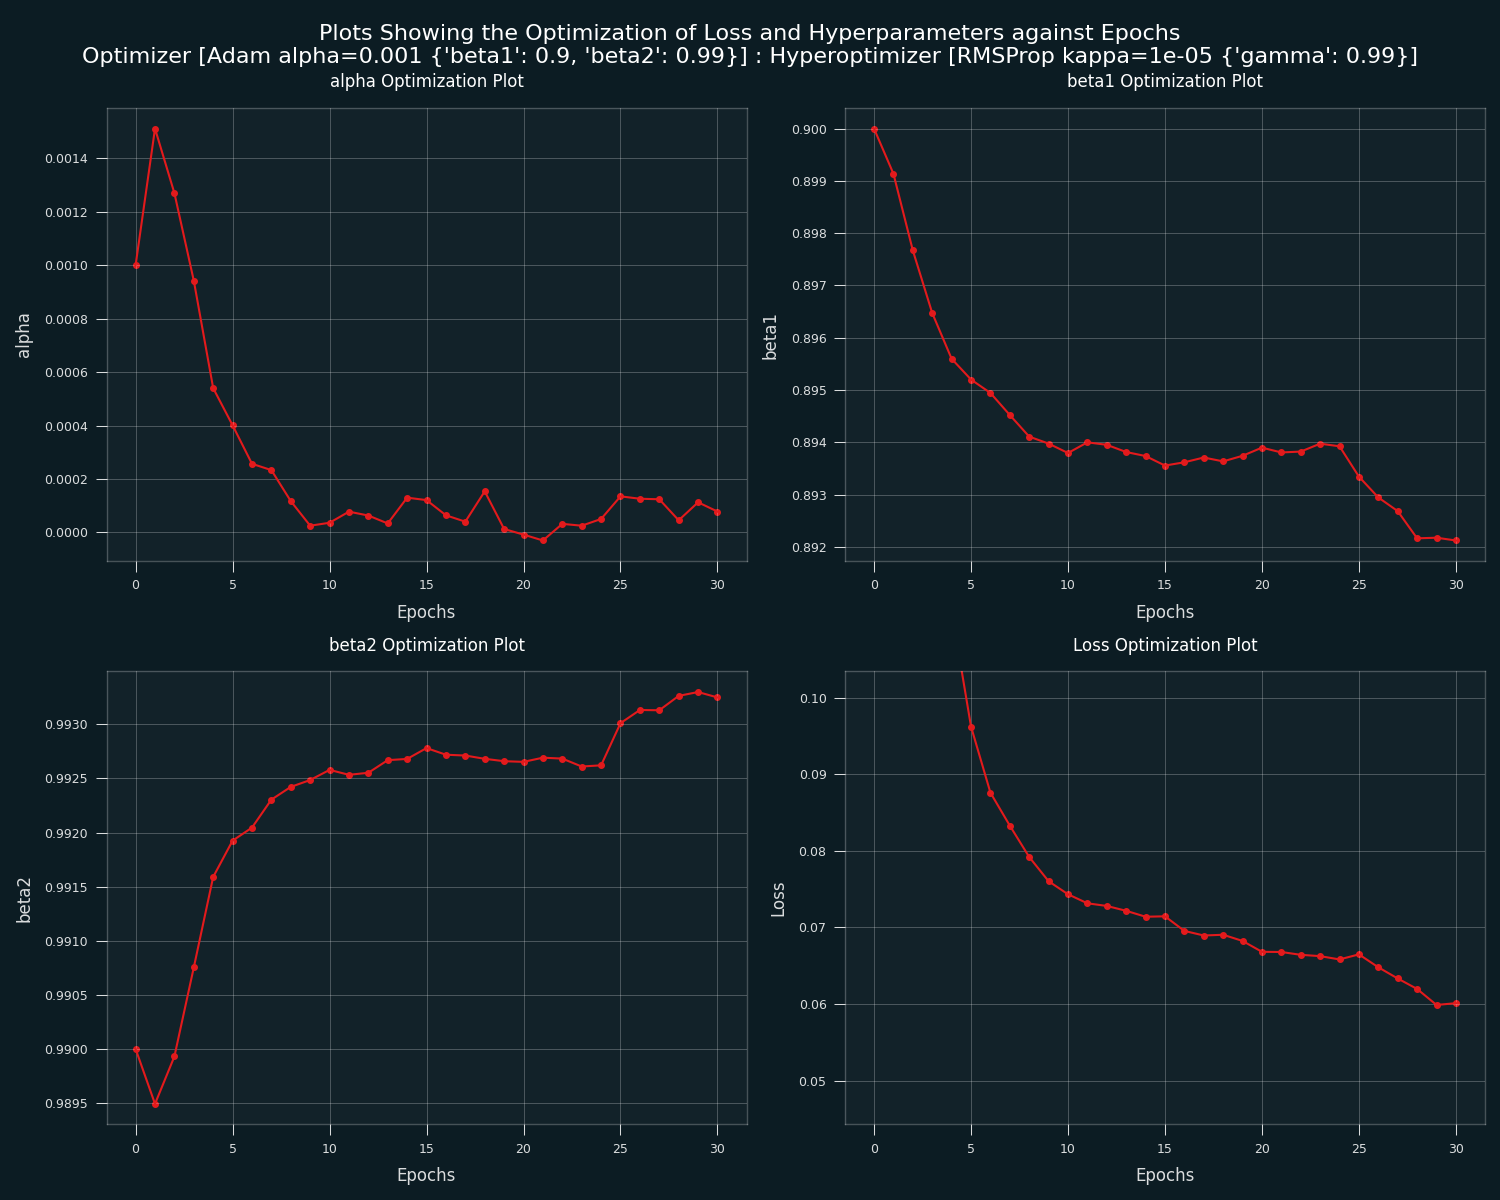 Plots Showing the Optimization of Loss and Hyperparameters against Epochs
Optimizer [Adam alpha=0.001 {'beta1': 0.9, 'beta2': 0.99}] : Hyperoptimizer [RMSProp kappa=1e-05 {'gamma': 0.99}]
alpha Optimization Plot
0.0014
0.0012
0.0010
0.0008
0.0006
0.0004
0.0002
0.0000
alpha
0 5 10 15 20 25 30
Epochs
beta1 Optimization Plot
0.900
0.899
0.898
0.897
0.896
0.895
0.894
0.893
0.892
beta1
0 5 10 15 20 25 30
Epochs
beta2 Optimization Plot
0.9930
0.9925
0.9920
0.9915
0.9910
0.9905
0.9900
0.9895
beta2
0 5 10 15 20 25 30
Epochs
Loss Optimization Plot
0.10
0.09
0.08
0.07
0.06
0.05
Loss
0 5 10 15 20 25 30
Epochs